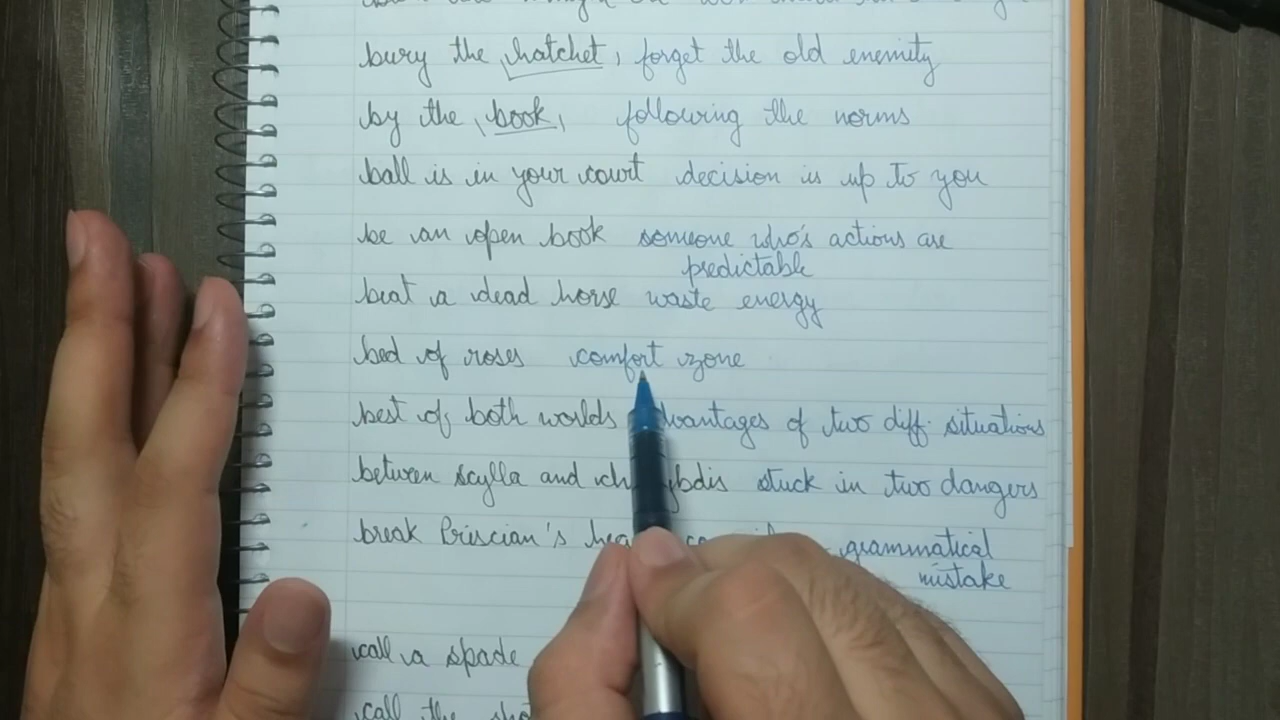 bury the hatchet, forget the old enemity
by the book, following the norms
ball is in your court decision is up to you
be an open book someone who's actions are
predictable
beat a dead horse waste energy
bed of roses comfort zone
best of both worlds advantages of two diff. situations
between scylla and stuck in two dangers
break Priscian's grammatical
mistake
call a spade
call the